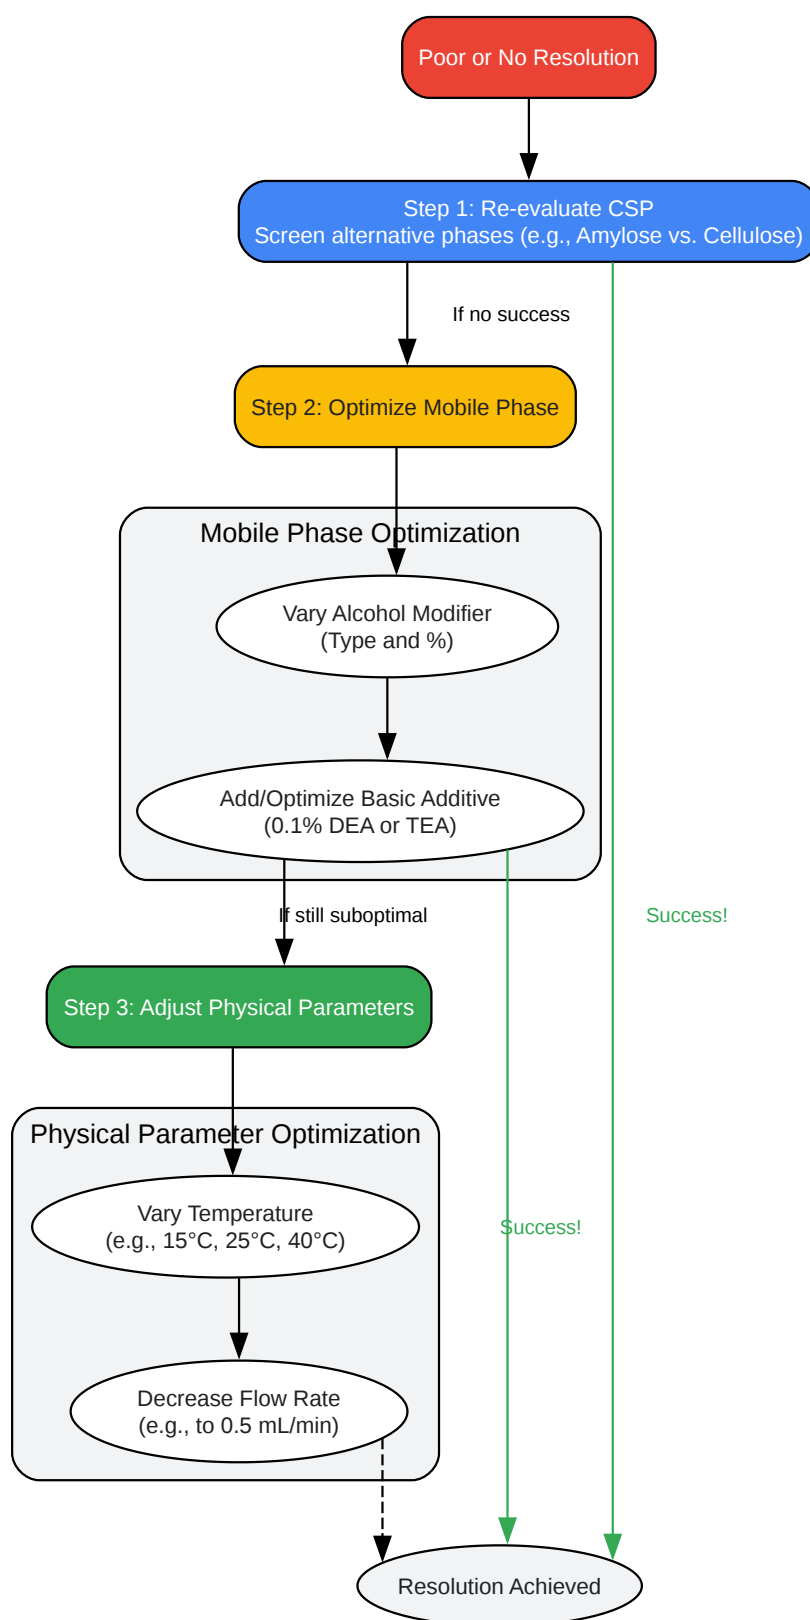 Poor or No Resolution
Step 1: Re-evaluate CSP
Screen alternative phases (e.g., Amylose vs. Cellulose)
If no success
Step 2: Optimize Mobile Phase
Mobile Phase Optimization
Vary Alcohol Modifier
(Type and %)
Add/Optimize Basic Additive
(0.1% DEA or TEA)
If still suboptimal
Success!
Step 3: Adjust Physical Parameters
Physical Parameter Optimization
Vary Temperature
(e.g., 15°C, 25°C, 40°C)
Success!
Decrease Flow Rate
(e.g., to 0.5 mL/min)
Resolution Achieved